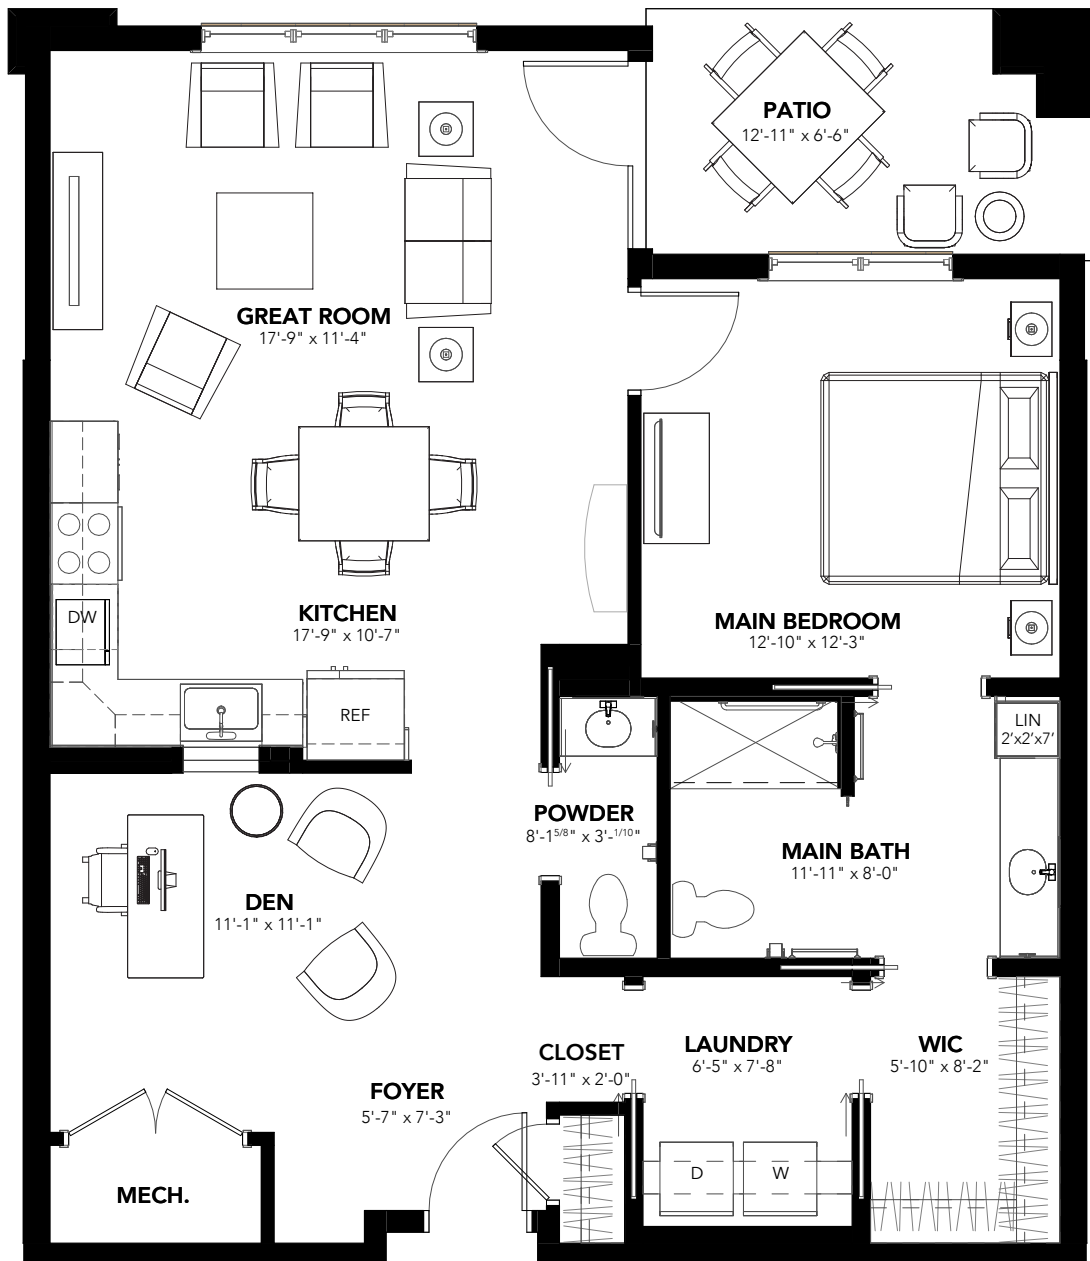 PATIO
12'-11" x 6'-6"
GREAT ROOM
17'-9" x 11'-4"
KITCHEN
17'-9" x 10'-7"
DW
REF
MAIN BEDROOM
12'-10" x 12'-3"
LIN
2'x2'x7'
POWDER
8'-1 5/8" x 3'-1/10"
MAIN BATH
11'-11" x 8'-0"
DEN
11'-1" x 11'-1"
CLOSET
3'-11" x 2'-0"
LAUNDRY
6'-5" x 7'-8"
WIC
5'-10" x 8'-2"
FOYER
5'-7" x 7'-3"
D
W
MECH.